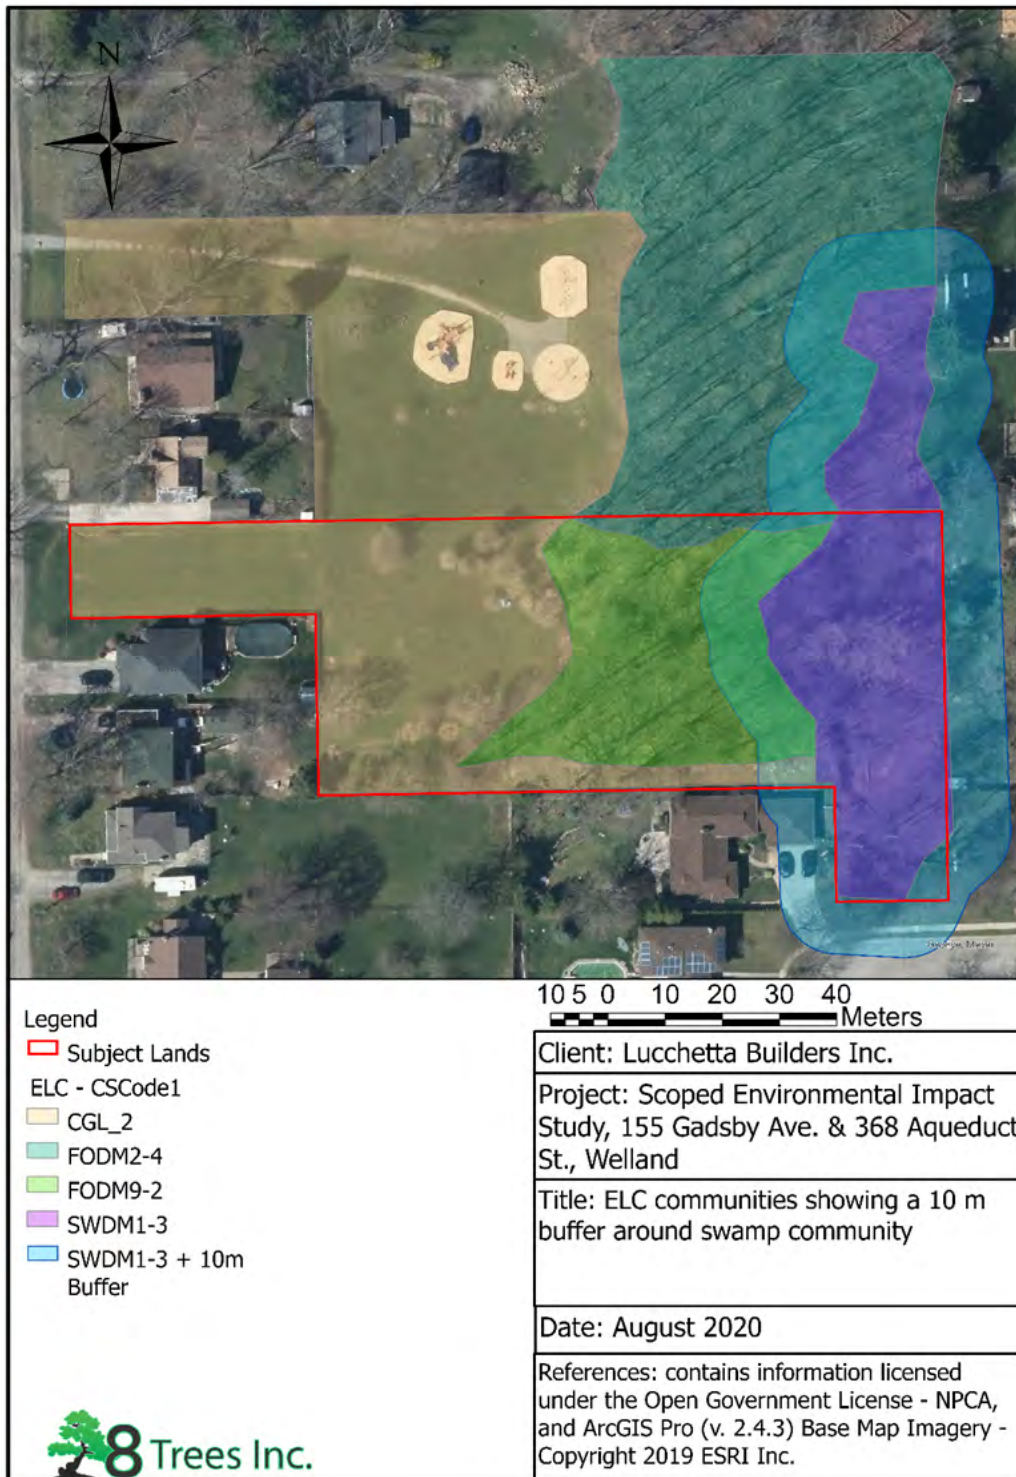 N
Legend
Subject Lands
ELC - CSCode1
CGL_2
FODM2-4
FODM9-2
SWDM1-3
SWDM1-3 + 10m
Buffer
8 Trees Inc.
10 5 0 10 20 30 40
Meters
Client: Lucchetta Builders Inc.
Project: Scoped Environmental Impact
Study, 155 Gadsby Ave. & 368 Aqueduct
St., Welland
Title: ELC communities showing a 10 m
buffer around swamp community
Date: August 2020
References: contains information licensed
under the Open Government License - NPCA,
and ArcGIS Pro (v. 2.4.3) Base Map Imagery -
Copyright 2019 ESRI Inc.